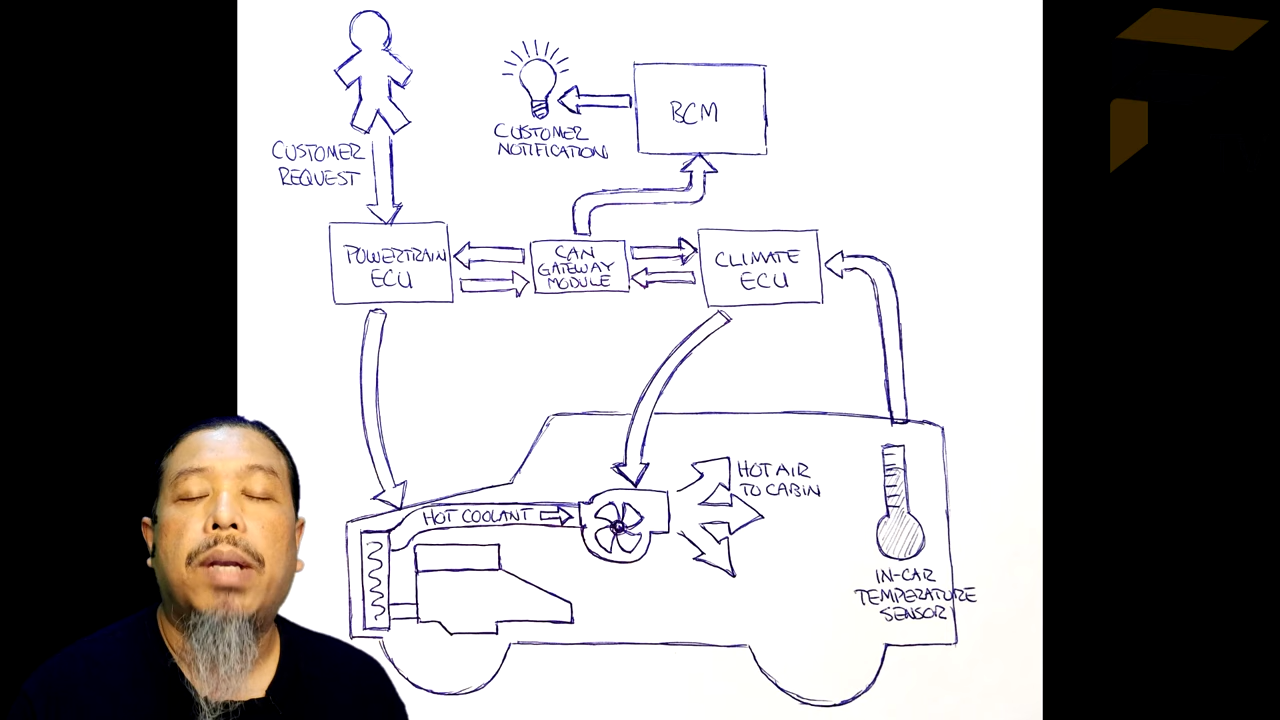 CUSTOMER
REQUEST
CUSTOMER
NOTIFICATION
BCM
POWERTRAIN
ECU
CAN
GATEWAY
MODULE
CLIMATE
ECU
HOT COOLANT
HOT AIR
TO CABIN
IN-CAR
TEMPERATURE
SENSOR